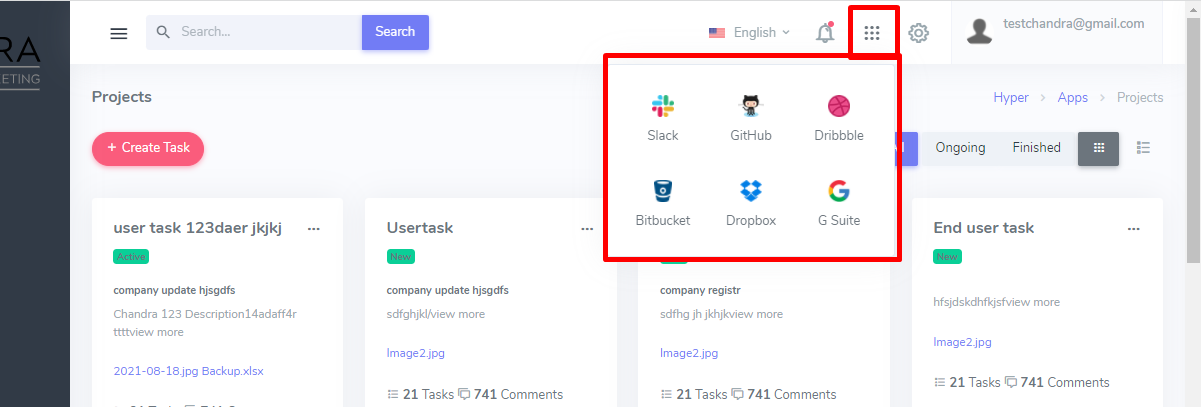 RA
KETING
Search...
Search
English
testchandra@gmail.com
Projects
Hyper > Apps > Projects
+ Create Task
Ongoing
Finished
Slack
GitHub
Dribbble
Bitbucket
Dropbox
G Suite
user task 123daer jkjkj
Active
company update hjsgdfs
Chandra 123 Description14adaff4r
ttttview more
2021-08-18.jpg Backup.xlsx
Usertask
New
company update hjsgdfs
sdfghjkl/view more
Image2.jpg
21 Tasks 741 Comments
company registr
sdfhg jh jkhjkview more
Image2.jpg
21 Tasks 741 Comments
End user task
New
hfsjdskdhfkjsfview more
Image2.jpg
21 Tasks 741 Comments